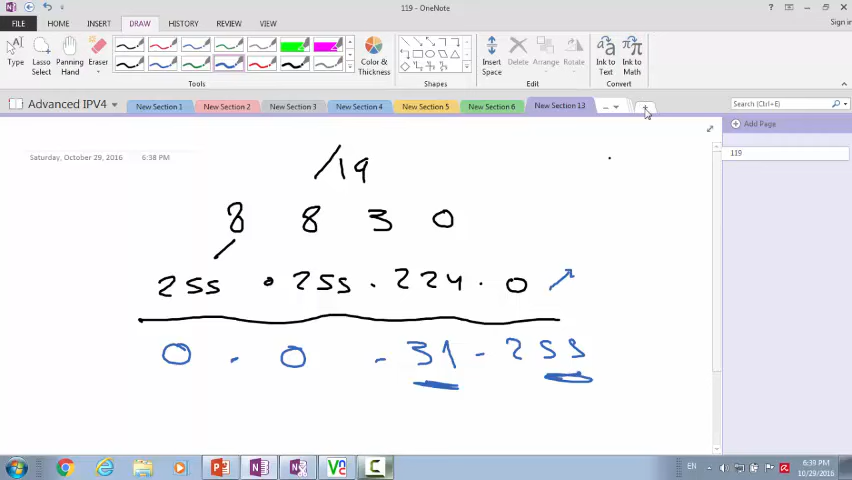 119 - OneNote
FILE HOME INSERT DRAW HISTORY REVIEW VIEW
Sign in
Type
Lasso Select
Panning Hand
Eraser
Color & Thickness
Insert Space
Delete
Arrange
Rotate
Ink to Text
Ink to Math
Tools
Shapes
Edit
Convert
Advanced IPV4
New Section 1 New Section 2 New Section 3 New Section 4 New Section 5 New Section 6 New Section 13
Search (Ctrl+E)
Add Page
119
Saturday, October 29, 2016 6:38 PM
/19
8 8 3 0
255 . 255 . 224 . 0
0 . 0 . 31 - 255
EN
6:39 PM
10/29/2016